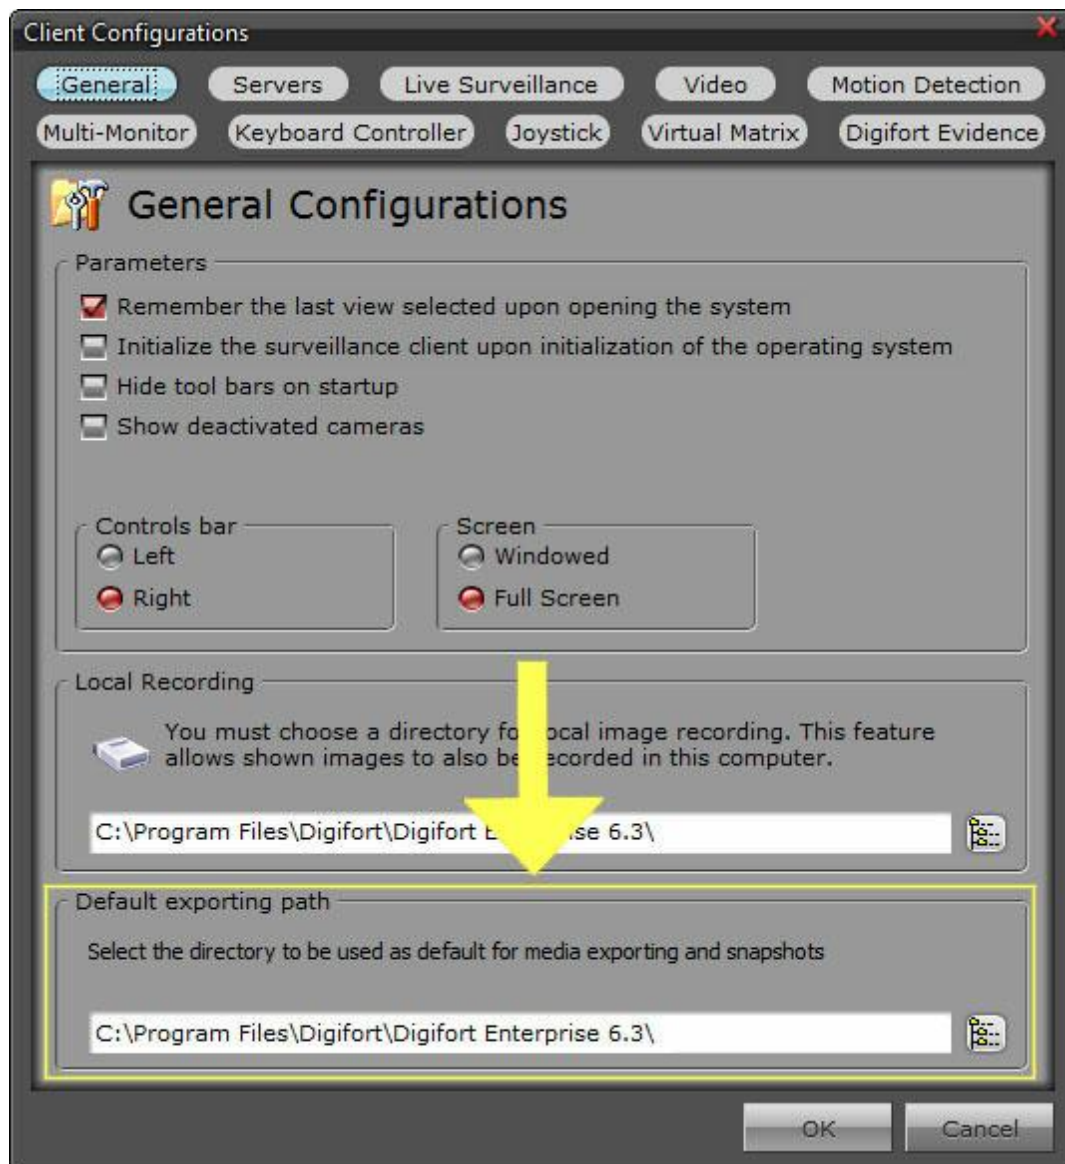 Client Configurations
General Servers Live Surveillance Video Motion Detection
Multi-Monitor Keyboard Controller Joystick Virtual Matrix Digifort Evidence
General Configurations
Parameters
Remember the last view selected upon opening the system
Initialize the surveillance client upon initialization of the operating system
Hide tool bars on startup
Show deactivated cameras
Controls bar
Left
Right
Screen
Windowed
Full Screen
Local Recording
You must choose a directory local image recording. This feature
allows shown images to also be recorded in this computer.
C:\Program Files\Digifort\Digifort 6.3\
Default exporting path
Select the directory to be used as default for media exporting and snapshots
C:\Program Files\Digifort\Digifort Enterprise 6.3\
OK Cancel